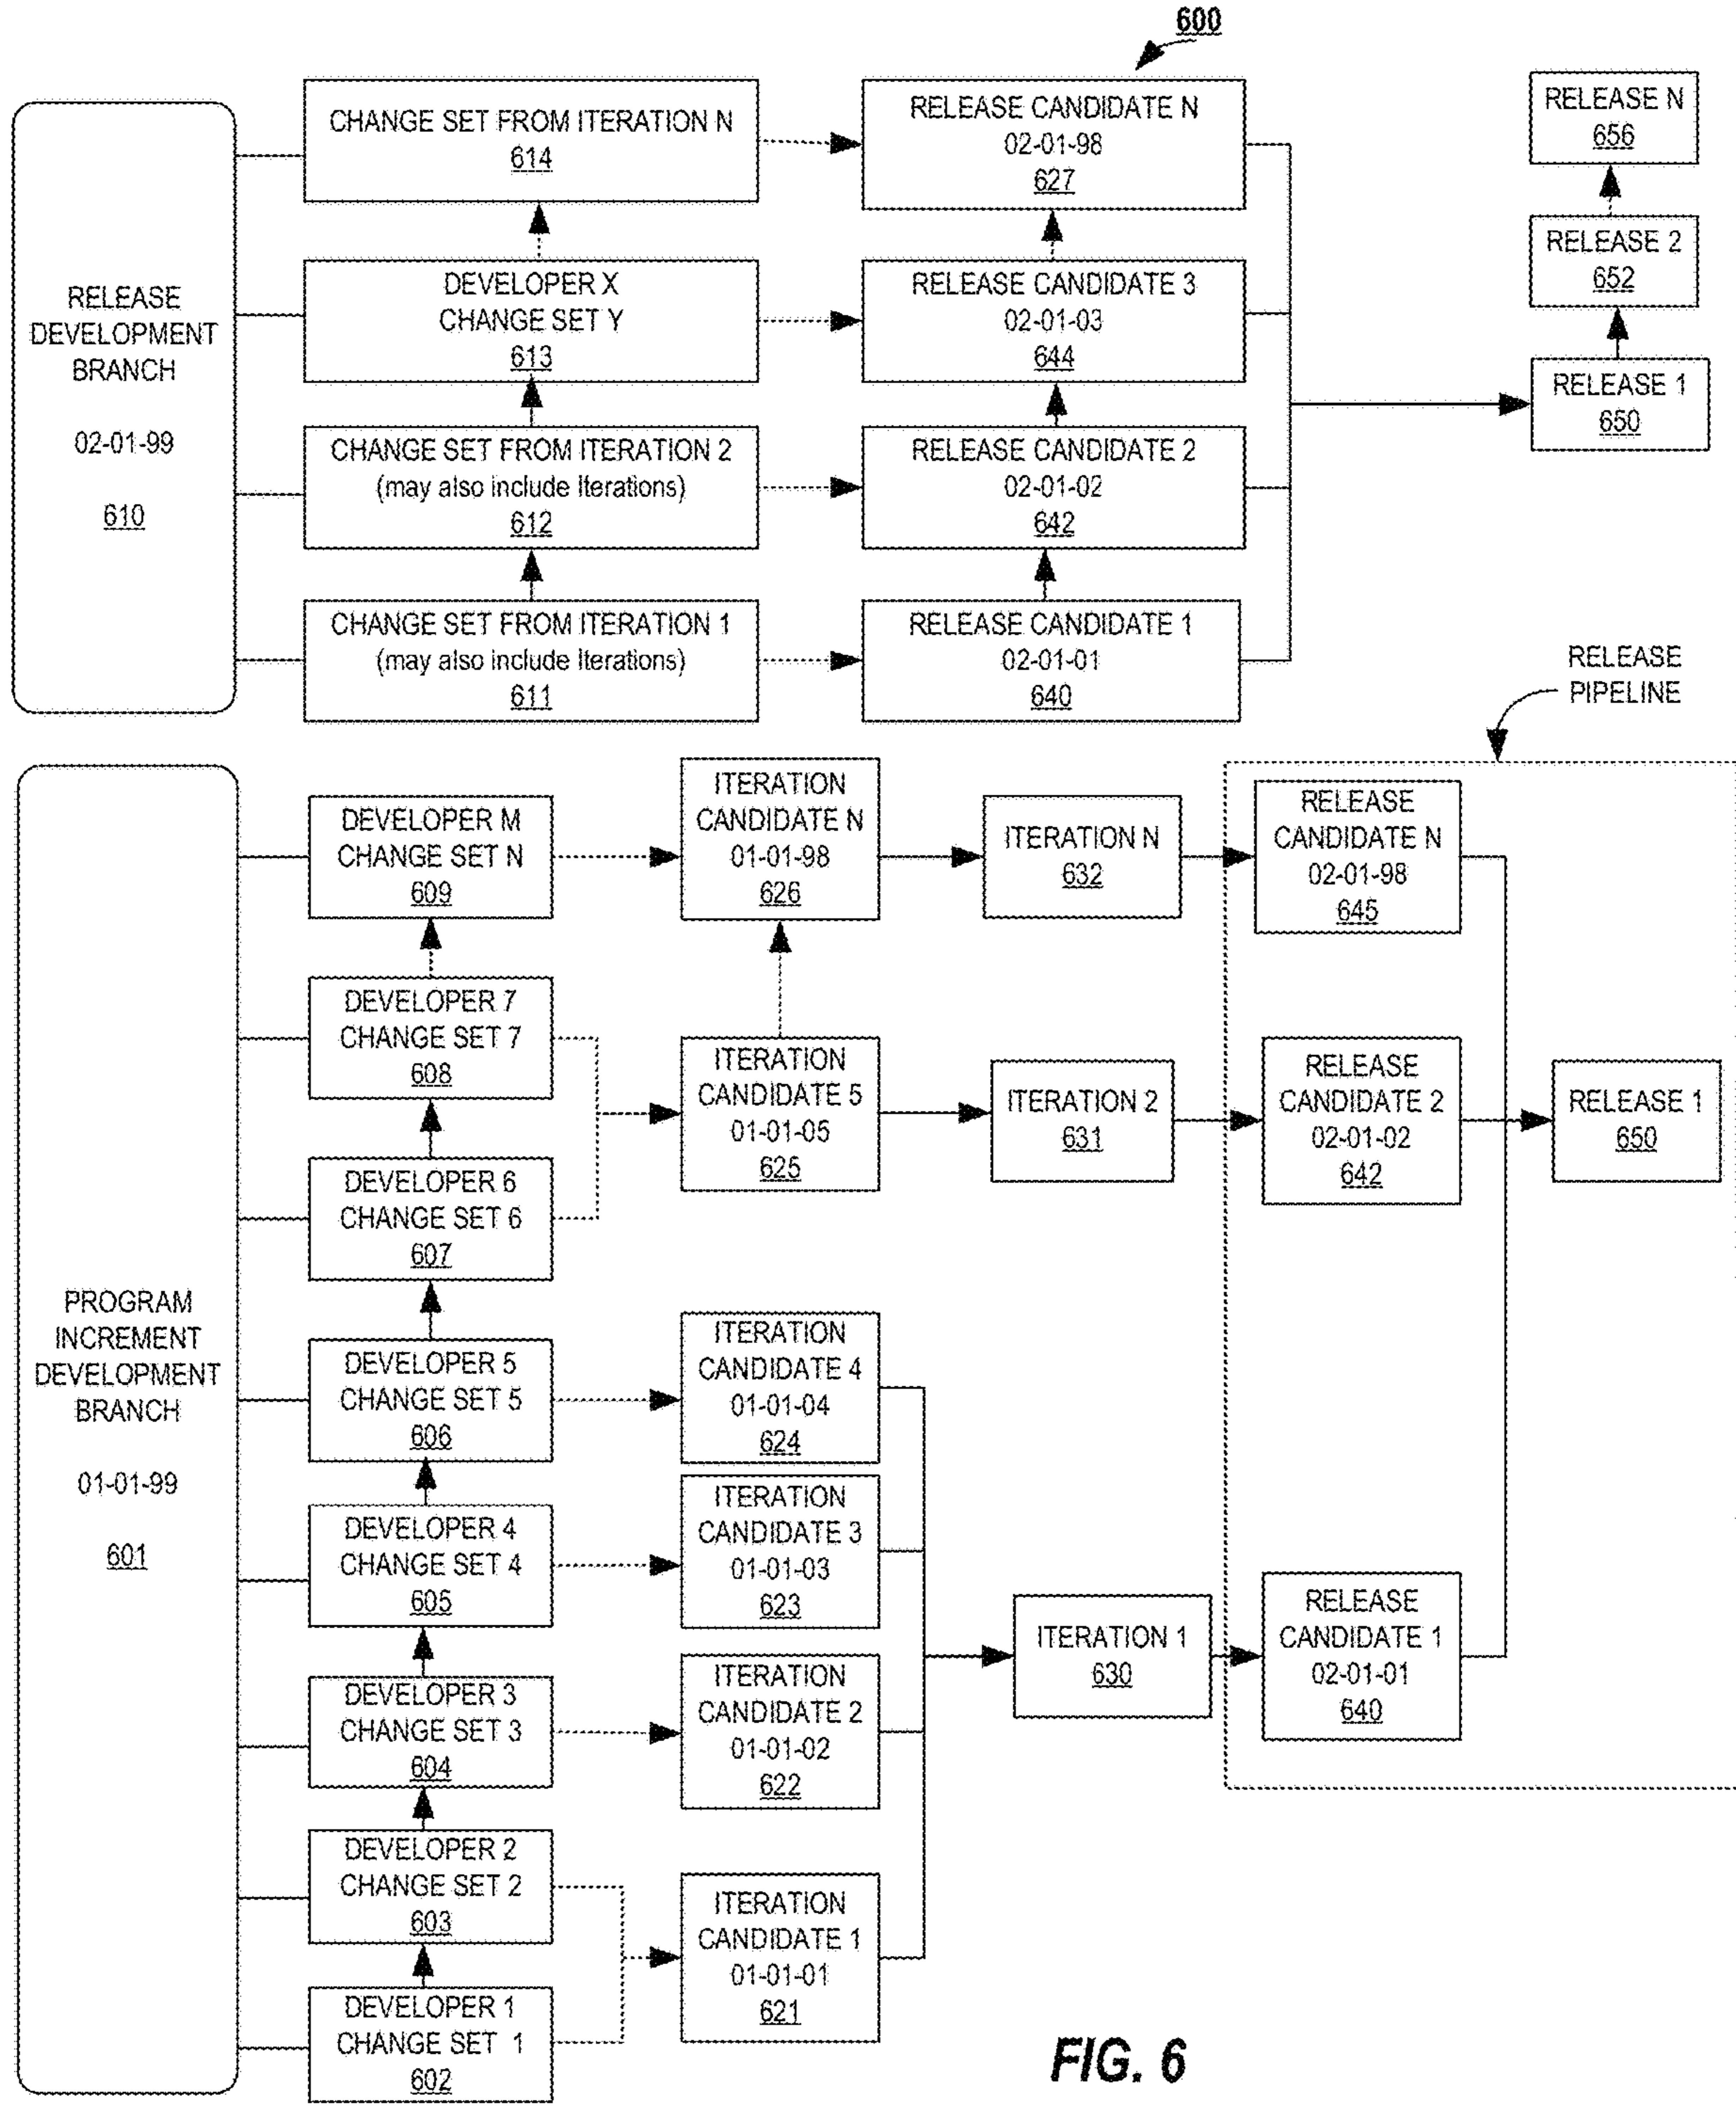 600
RELEASE
DEVELOPMENT
BRANCH
02-01-99
610
CHANGE SET FROM ITERATION N
614
RELEASE CANDIDATE N
02-01-98
627
RELEASE N
656
DEVELOPER X
CHANGE SET Y
613
RELEASE CANDIDATE 3
02-01-03
644
RELEASE 2
652
RELEASE 1
650
CHANGE SET FROM ITERATION 2
(may also include Iterations)
612
RELEASE CANDIDATE 2
02-01-02
642
CHANGE SET FROM ITERATION 1
(may also include Iterations)
611
RELEASE CANDIDATE 1
02-01-01
640
RELEASE
PIPELINE
PROGRAM
INCREMENT
DEVELOPMENT
BRANCH
01-01-99
601
DEVELOPER M
CHANGE SET N
609
ITERATION
CANDIDATE N
01-01-98
626
ITERATION N
632
RELEASE
CANDIDATE N
02-01-98
645
DEVELOPER 7
CHANGE SET 7
608
ITERATION
CANDIDATE 5
01-01-05
625
ITERATION 2
631
RELEASE
CANDIDATE 2
02-01-02
642
RELEASE 1
650
DEVELOPER 6
CHANGE SET 6
607
DEVELOPER 5
CHANGE SET 5
606
ITERATION
CANDIDATE 4
01-01-04
624
DEVELOPER 4
CHANGE SET 4
605
ITERATION
CANDIDATE 3
01-01-03
623
ITERATION 1
630
RELEASE
CANDIDATE 1
02-01-01
640
DEVELOPER 3
CHANGE SET 3
604
ITERATION
CANDIDATE 2
01-01-02
622
DEVELOPER 2
CHANGE SET 2
603
ITERATION
CANDIDATE 1
01-01-01
621
DEVELOPER 1
CHANGE SET 1
602
FIG. 6